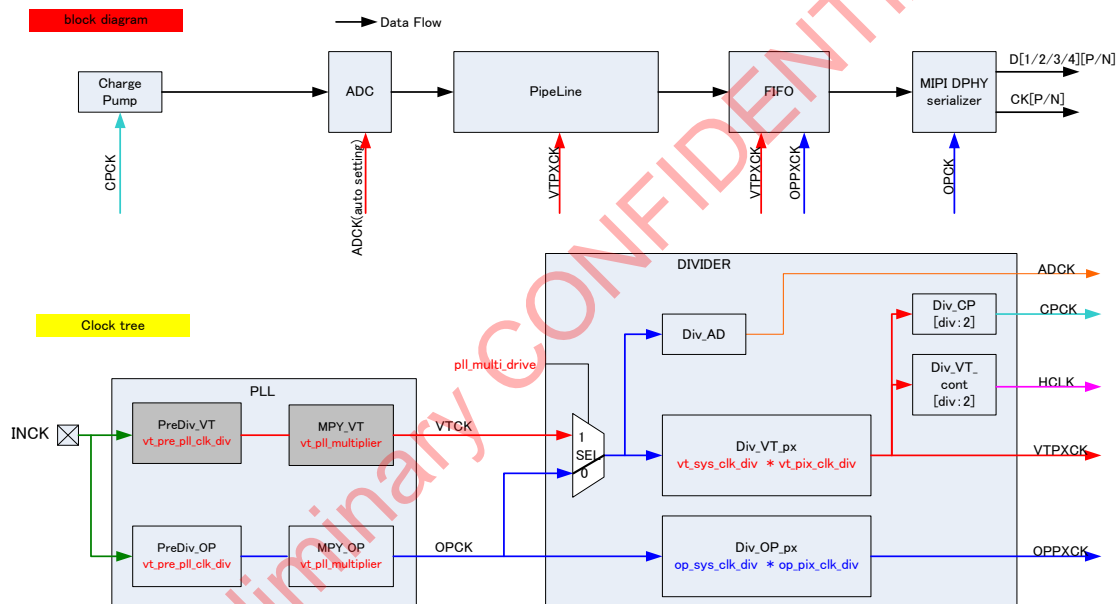 block diagram
Data Flow
Charge
Pump
ADC
PipeLine
FIFO
MIPI DPHY
serializer
D[1/2/3/4][P/N]
CK[P/N]
CPCK
ADCK(auto setting)
VTPXCK
VTPXCK
OPPXCK
OPCK
Clock tree
DIVIDER
ADCK
Div_AD
Div_CP
[div:2]
CPCK
pll_multi_drive
Div_VT_
cont
[div:2]
HCLK
PLL
INCK
PreDiv_VT
vt_pre_pll_clk_div
MPY_VT
vt_pll_multiplier
VTCK
1
SEL
0
Div_VT_px
vt_sys_clk_div * vt_pix_clk_div
VTPXCK
PreDiv_OP
vt_pre_pll_clk_div
MPY_OP
vt_pll_multiplier
OPCK
Div_OP_px
op_sys_clk_div * op_pix_clk_div
OPPXCK
liminary CONFIDENTI